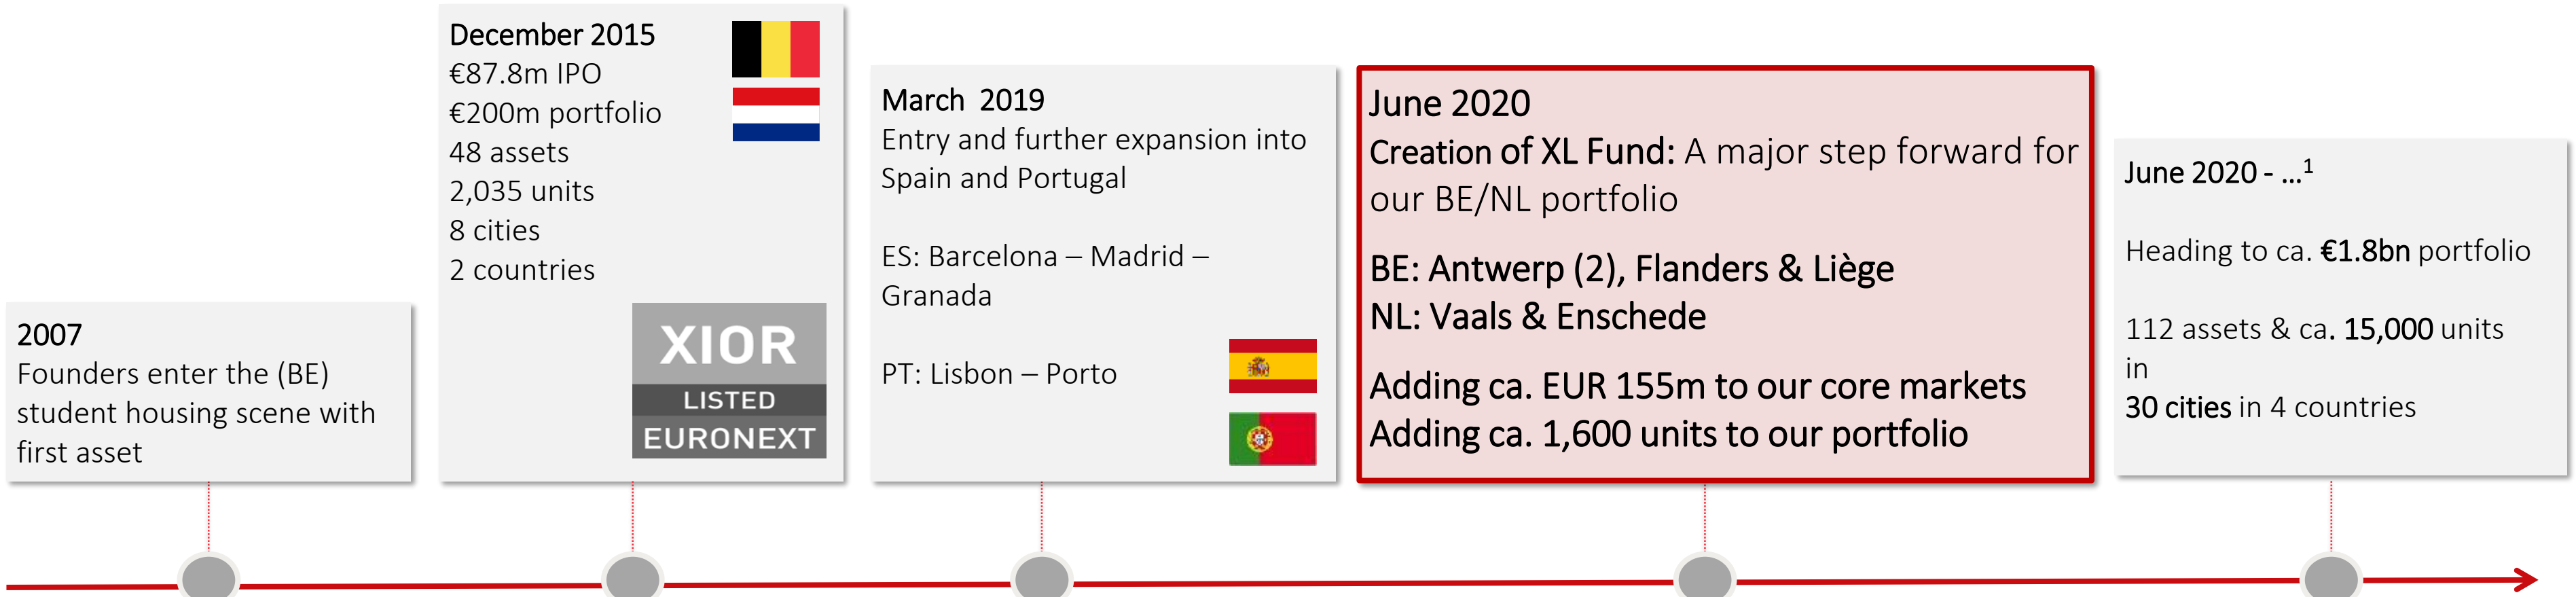 2007
Founders enter the (BE)
student housing scene with
first asset
December 2015
€87.8m IPO
€200m portfolio
48 assets
2,035 units
8 cities
2 countries
XIOR
LISTED
EURONEXT
March 2019
Entry and further expansion into
Spain and Portugal
ES: Barcelona – Madrid –
Granada
PT: Lisbon – Porto
June 2020
Creation of XL Fund: A major step forward for
our BE/NL portfolio
BE: Antwerp (2), Flanders & Liège
NL: Vaals & Enschede
Adding ca. EUR 155m to our core markets
Adding ca. 1,600 units to our portfolio
June 2020 - …¹
Heading to ca. €1.8bn portfolio
112 assets & ca. 15,000 units
in
30 cities in 4 countries